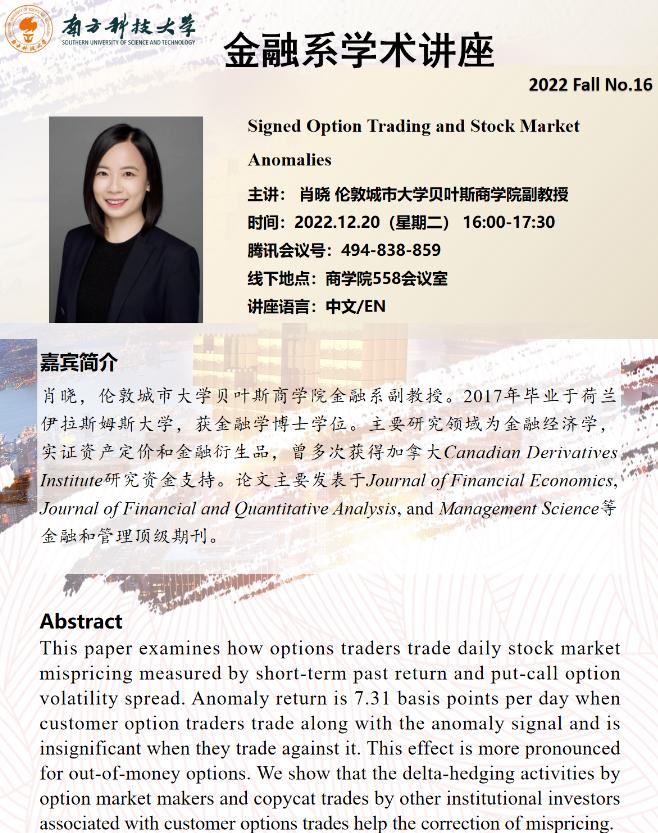 南方科技大学
SOUTHERN UNIVERSITY OF SCIENCE AND TECHNOLOGY
金融系学术讲座
2022 Fall No.16
Signed Option Trading and Stock Market
Anomalies
主讲： 肖晓 伦敦城市大学贝叶斯商学院副教授
时间：2022.12.20（星期二） 16:00-17:30
腾讯会议号：494-838-859
线下地点：商学院558会议室
讲座语言：中文/EN
嘉宾简介
肖晓，伦敦城市大学贝叶斯商学院金融系副教授。2017年毕业于荷兰
伊拉斯姆斯大学，获金融学博士学位。主要研究领域为金融经济学，
实证资产定价和金融衍生品，曾多次获得加拿大Canadian Derivatives
Institute研究资金支持。论文主要发表于Journal of Financial Economics,
Journal of Financial and Quantitative Analysis, and Management Science等
金融和管理顶级期刊。
Abstract
This paper examines how options traders trade daily stock market
mispricing measured by short-term past return and put-call option
volatility spread. Anomaly return is 7.31 basis points per day when
customer option traders trade along with the anomaly signal and is
insignificant when they trade against it. This effect is more pronounced
for out-of-money options. We show that the delta-hedging activities by
option market makers and copycat trades by other institutional investors
associated with customer options trades help the correction of mispricing.